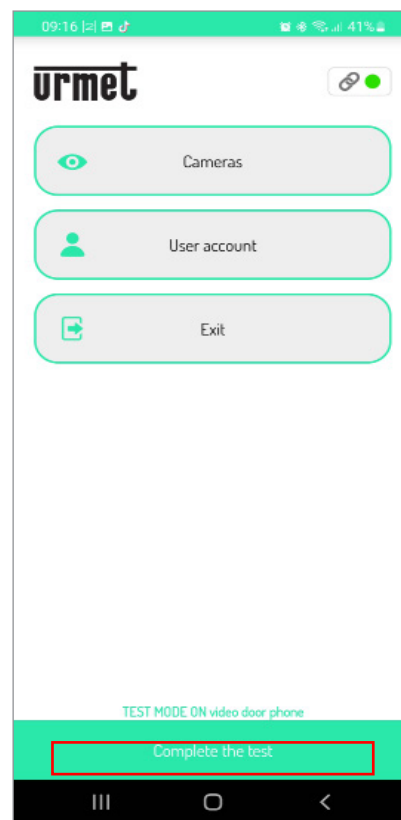 09:16
41%
urmet
Cameras
User account
Exit
TEST MODE ON video door phone
Complete the test